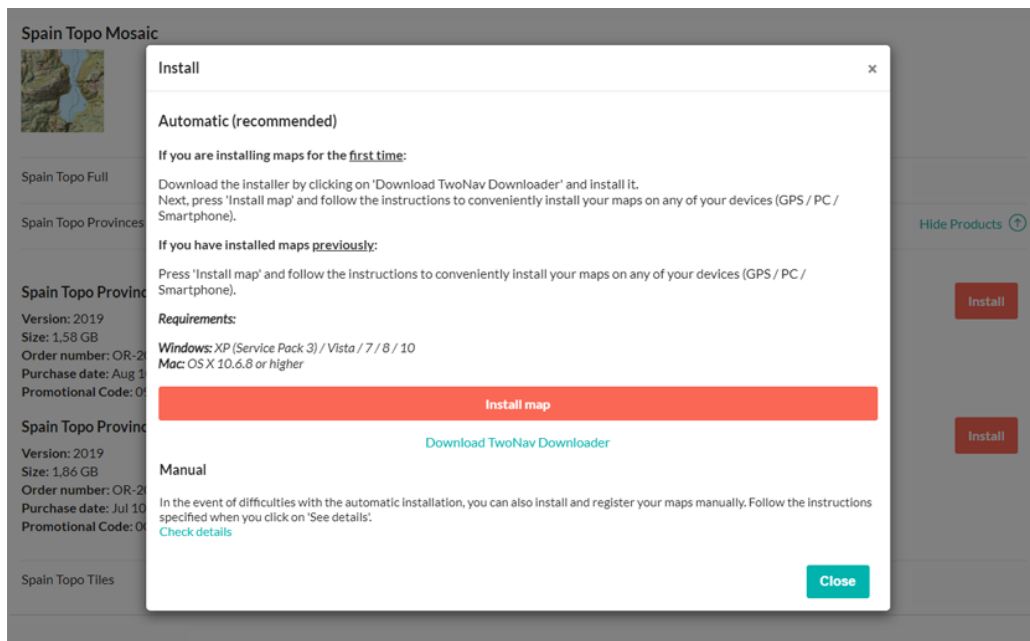 Spain Topo Mosaic
Install
×
Automatic (recommended)
If you are installing maps for the first time:
Download the installer by clicking on 'Download TwoNav Downloader' and install it.
Next, press 'Install map' and follow the instructions to conveniently install your maps on any of your devices (GPS / PC /
Smartphone).
If you have installed maps previously:
Press 'Install map' and follow the instructions to conveniently install your maps on any of your devices (GPS / PC /
Smartphone).
Requirements:
Windows: XP (Service Pack 3) / Vista / 7 / 8 / 10
Mac: OS X 10.6.8 or higher
Install map
Download TwoNav Downloader
Manual
In the event of difficulties with the automatic installation, you can also install and register your maps manually. Follow the instructions
specified when you click on 'See details'.
Check details
Close
Spain Topo Full
Spain Topo Provinces
Hide Products
Spain Topo
Install
Version: 2019
Size: 1,58 GB
Order number:
Purchase date: Aug
Promotional Code:
Spain Topo
Install
Version: 2019
Size: 1,86 GB
Order number:
Purchase date: Jul 10
Promotional Code:
Spain Topo Tiles